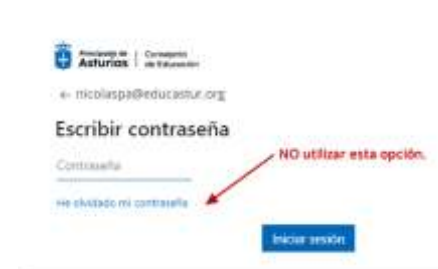 Principado de
Asturias
Consejería
de Educación
← nicolaspa@educastur.org
Escribir contraseña
Contraseña
NO utilizar esta opción.
He olvidado mi contraseña
Iniciar sesión